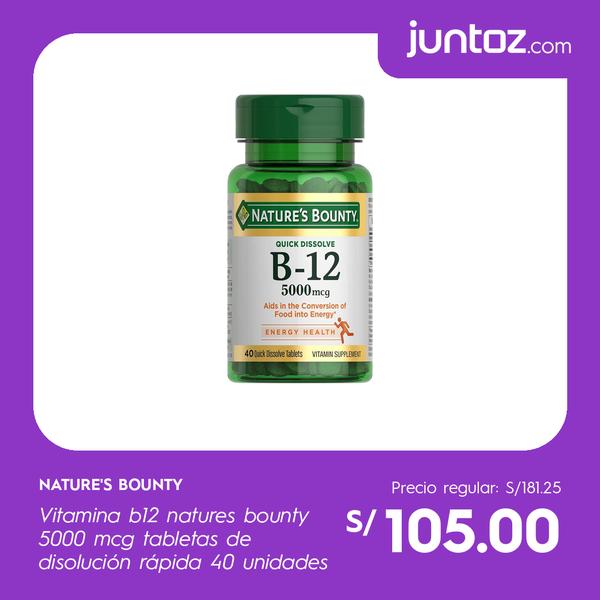 juntoz.com
NATURE'S BOUNTY®
QUICK DISSOLVE
B-12
5000 mcg
Aids in the Conversion of
Food into Energy*
ENERGY HEALTH
40 Quick Dissolve Tablets VITAMIN SUPPLEMENT
NATURE'S BOUNTY
Precio regular: S/181.25
Vitamina b12 natures bounty
5000 mcg tabletas de
disolución rápida 40 unidades
S/ 105.00